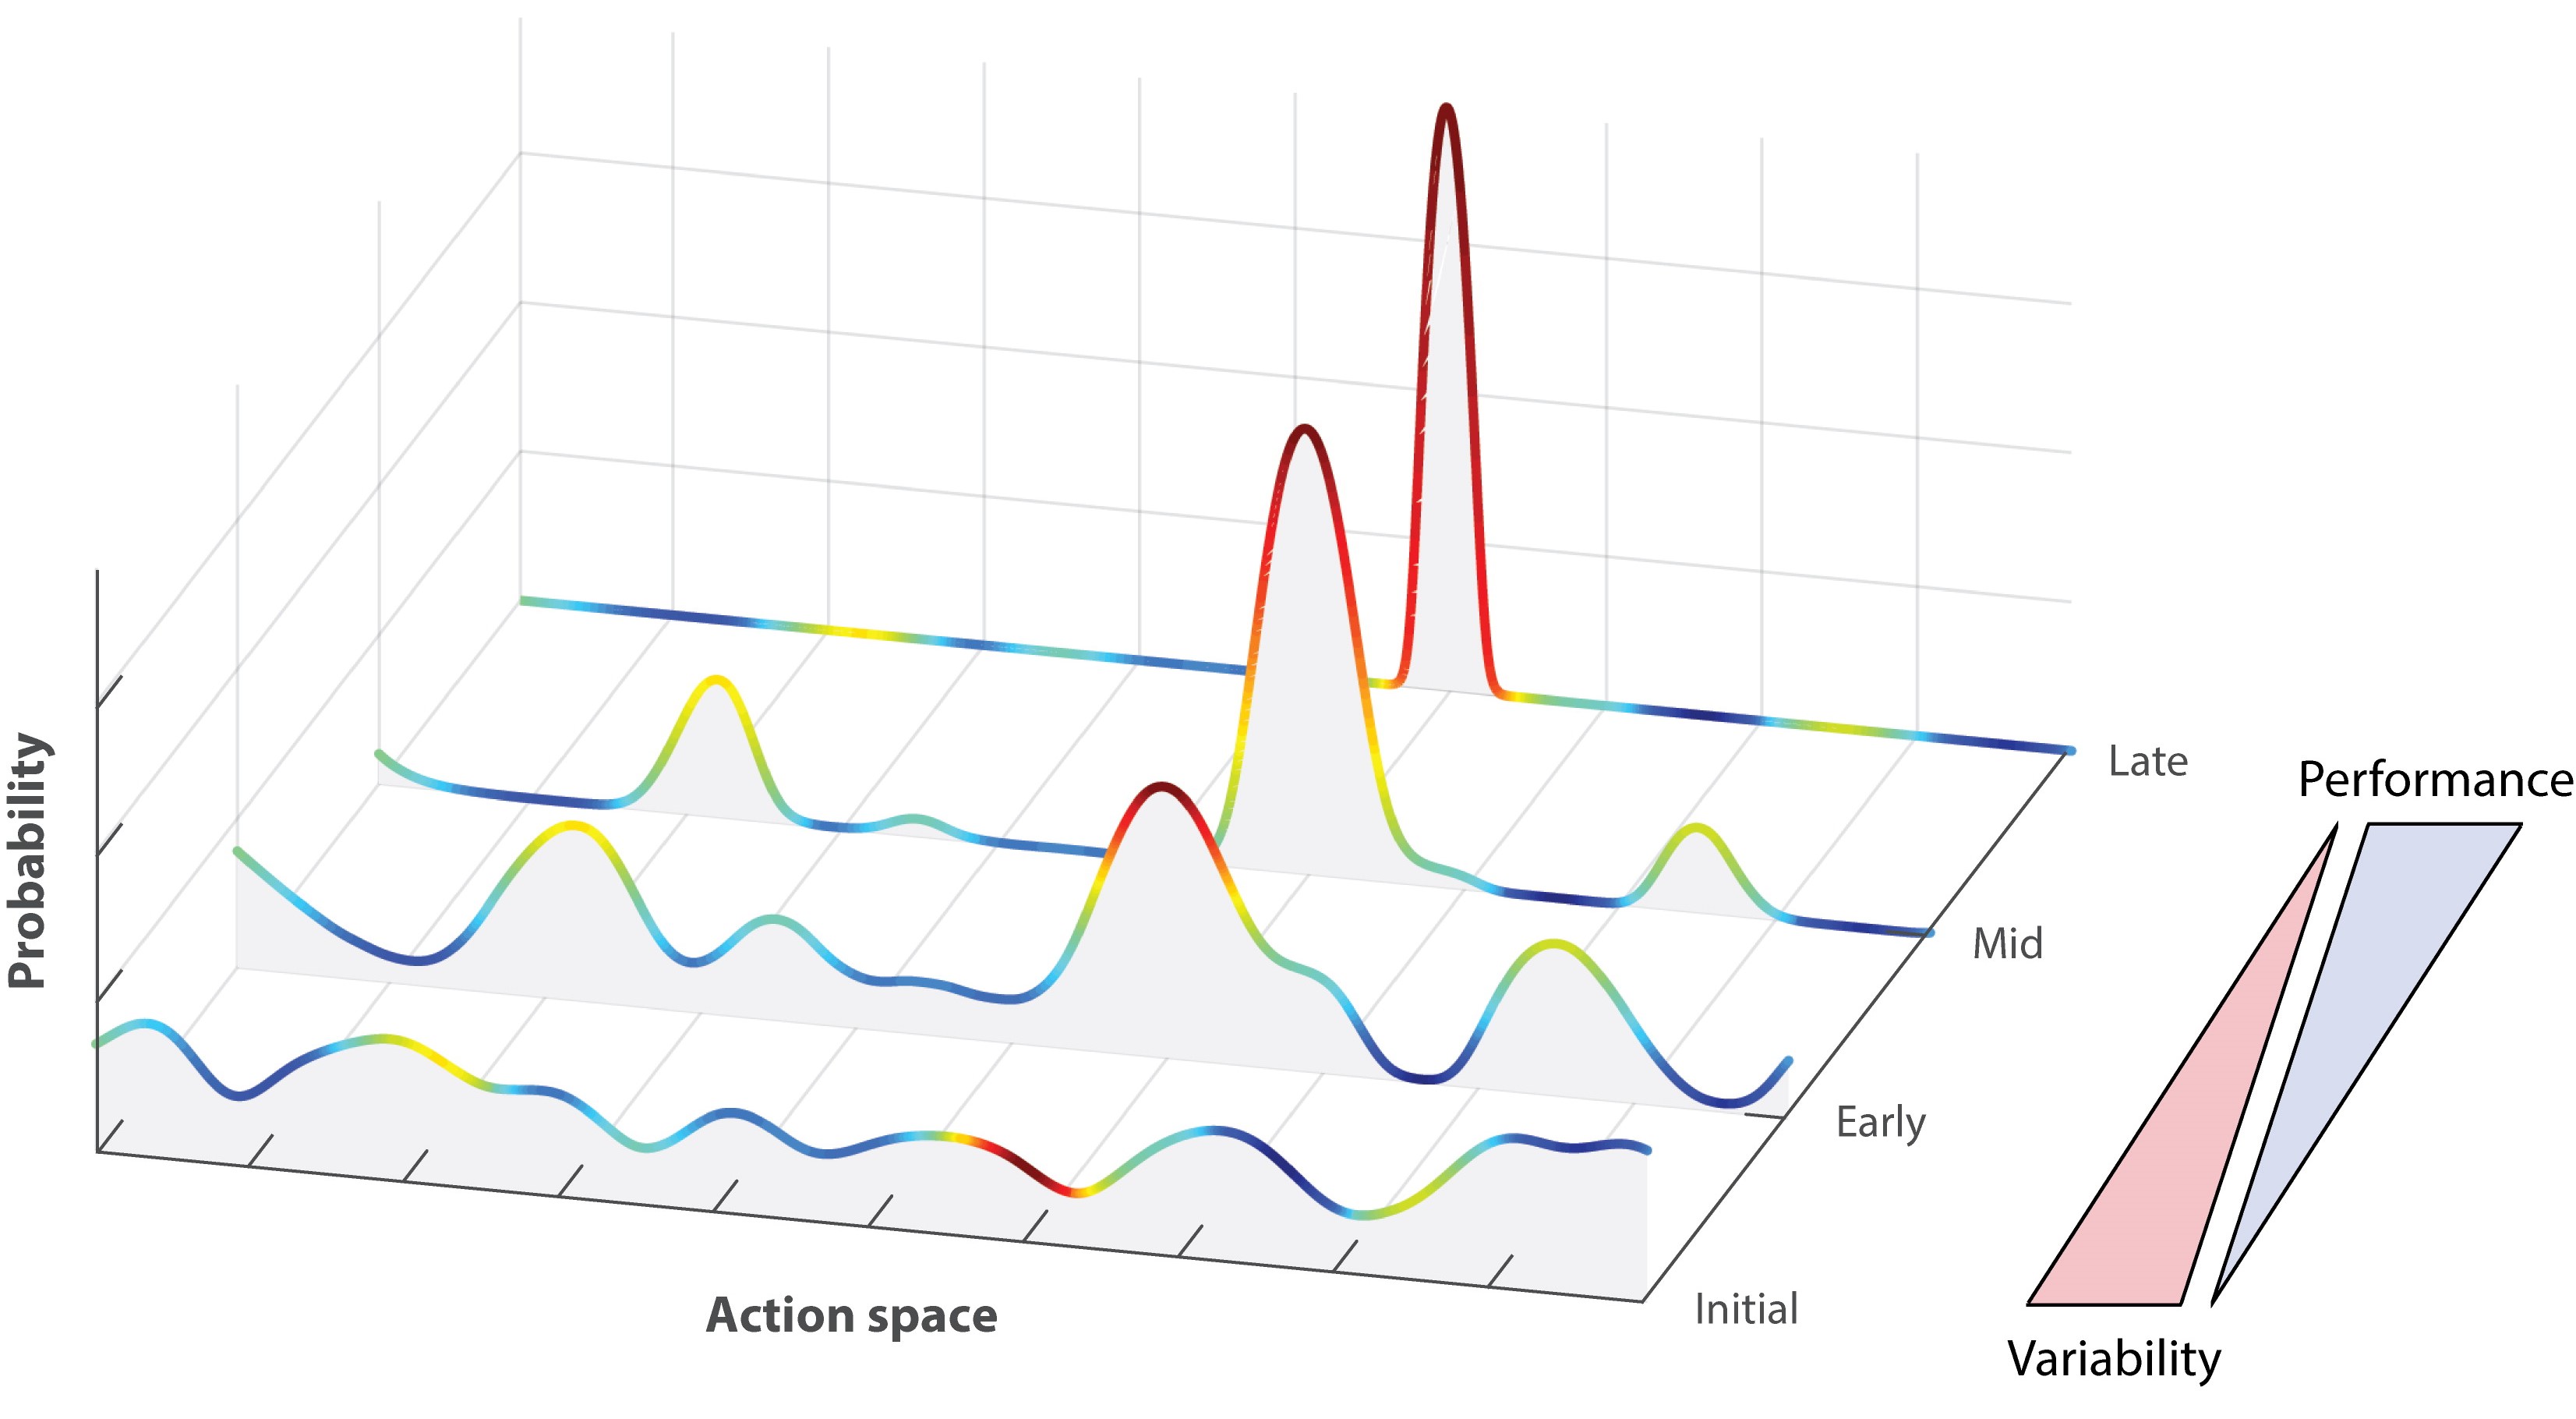 Probability
Action space
Late
Mid
Early
Initial
Performance
Variability